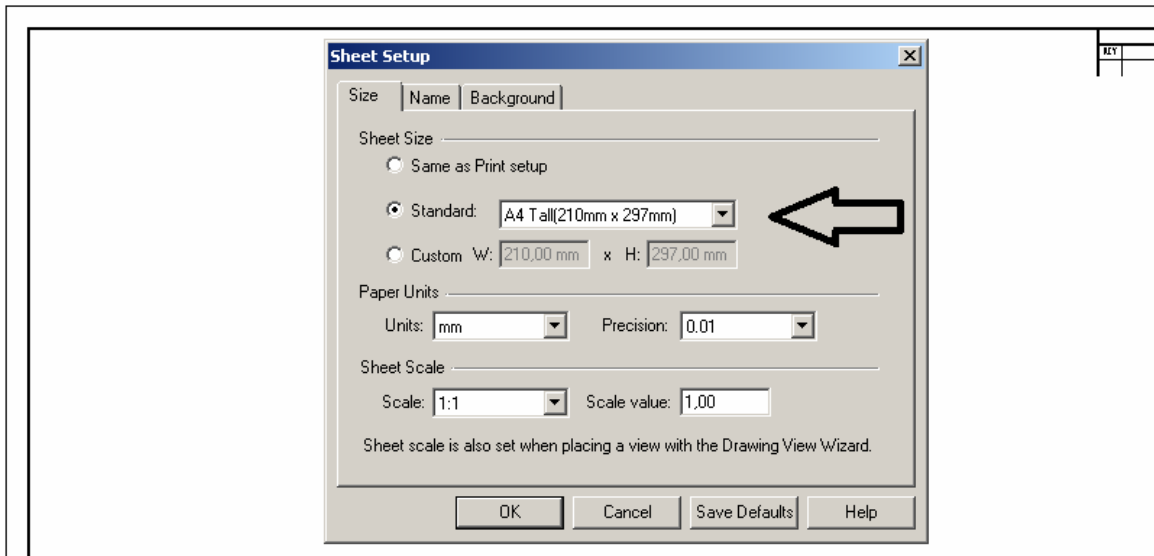 Sheet Setup
Size Name Background
Sheet Size
Same as Print setup
Standard: A4 Tall(210mm x 297mm)
Custom W: 210,00 mm x H: 297,00 mm
Paper Units
Units: mm Precision: 0.01
Sheet Scale
Scale: 1:1 Scale value: 1,00
Sheet scale is also set when placing a view with the Drawing View Wizard.
OK Cancel Save Defaults Help